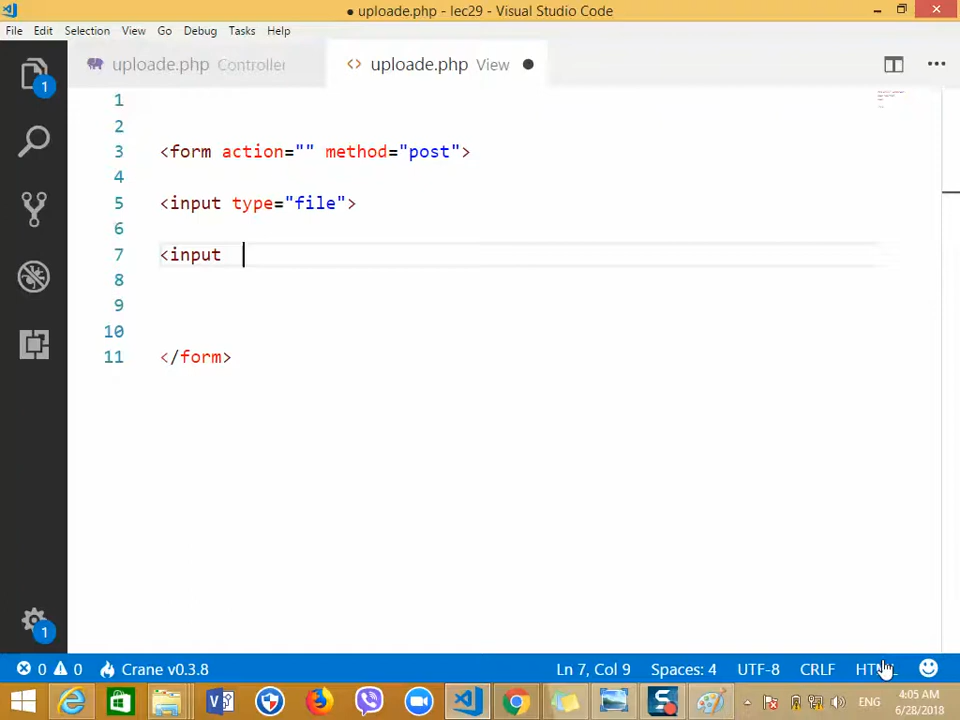 ● uploade.php - lec29 - Visual Studio Code
File Edit Selection View Go Debug Tasks Help
uploade.php Controller
<> uploade.php View ●
1
2
3 <form action="" method="post">
4
5 <input type="file">
6
7 <input
8
9
10
11 </form>
1
1
0 0 Crane v0.3.8 Ln 7, Col 9 Spaces: 4 UTF-8 CRLF
ENG
4:05 AM
6/28/2018